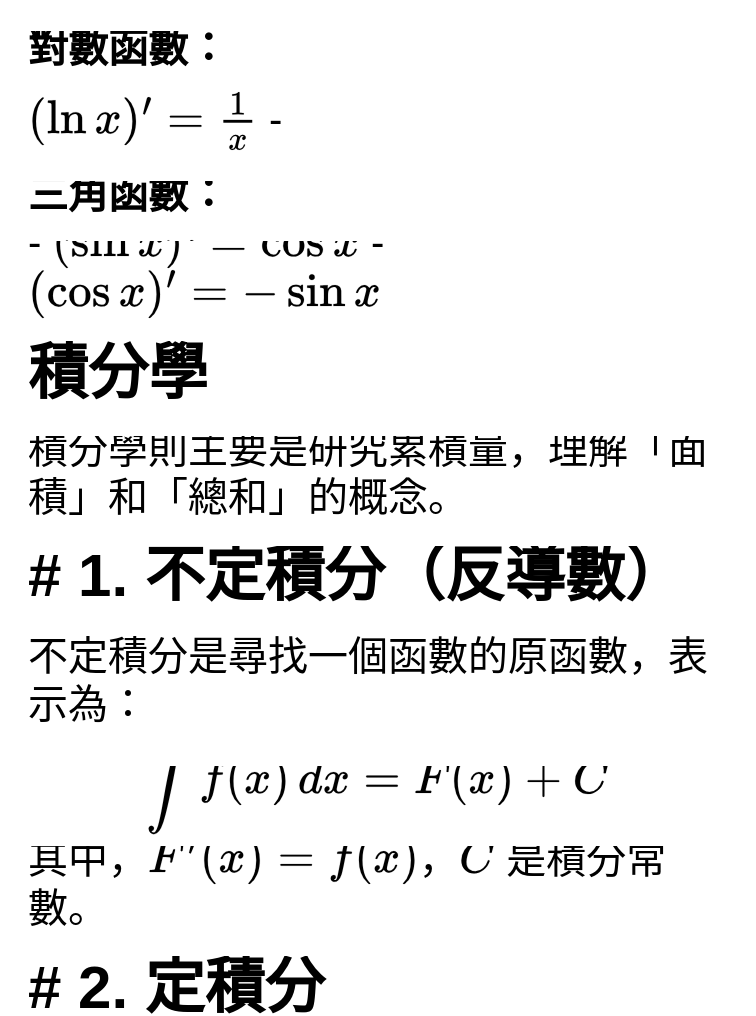 對數函數：
(ln x)′ = 1/x -
三角函數：
- (sin x)′ = cos x -
(cos x)′ = − sin x
積分學
積分學則主要是研究累積量，理解「面
積」和「總和」的概念。
# 1. 不定積分（反導數）
不定積分是尋找一個函數的原函數，表
示為：
∫ f(x) dx = F(x) + C
其中，F′(x) = f(x)，C 是積分常
數。
# 2. 定積分